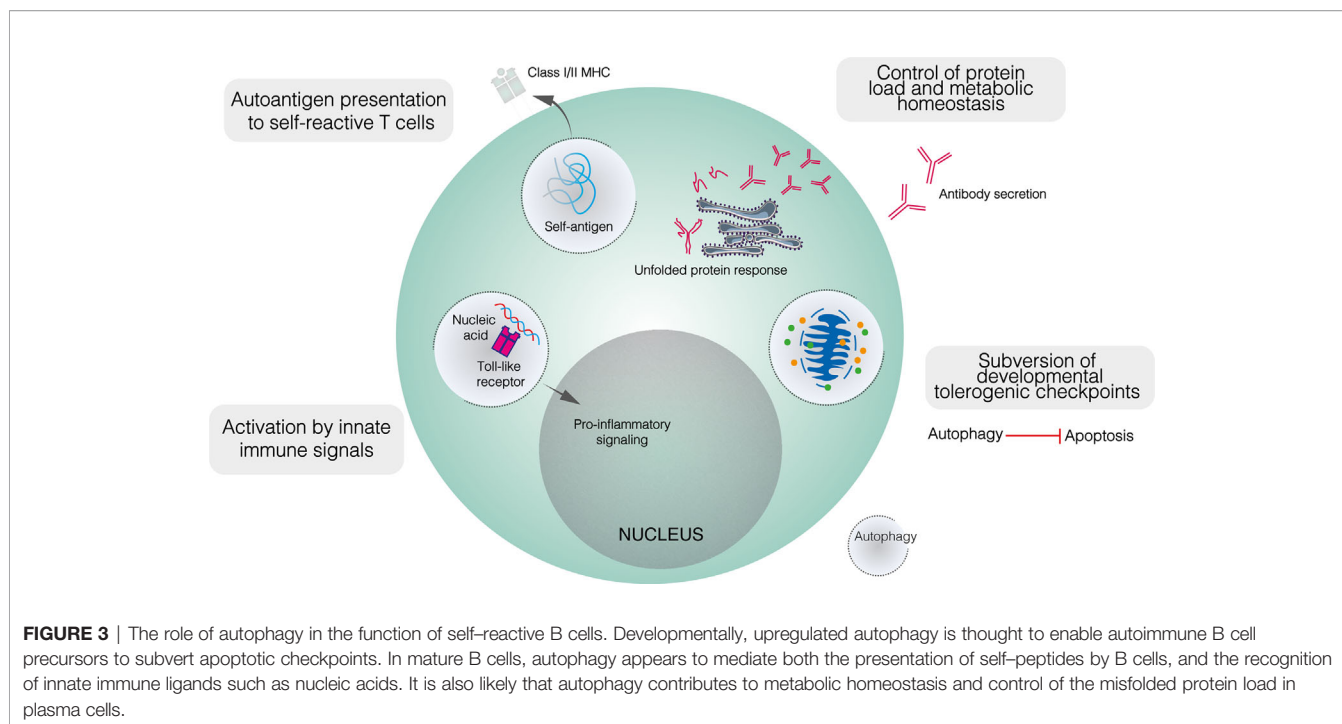 Class I/II MHC
Autoantigen presentation
to self-reactive T cells
Self-antigen
Control of protein
load and metabolic
homeostasis
Antibody secretion
Unfolded protein response
Nucleic
acid
Toll-like
receptor
Activation by innate
immune signals
Pro-inflammatory
signaling
NUCLEUS
Subversion of
developmental
tolerogenic checkpoints
Autophagy Apoptosis
Autophagy
FIGURE 3 | The role of autophagy in the function of self–reactive B cells. Developmentally, upregulated autophagy is thought to enable autoimmune B cell
precursors to subvert apoptotic checkpoints. In mature B cells, autophagy appears to mediate both the presentation of self–peptides by B cells, and the recognition
of innate immune ligands such as nucleic acids. It is also likely that autophagy contributes to metabolic homeostasis and control of the misfolded protein load in
plasma cells.